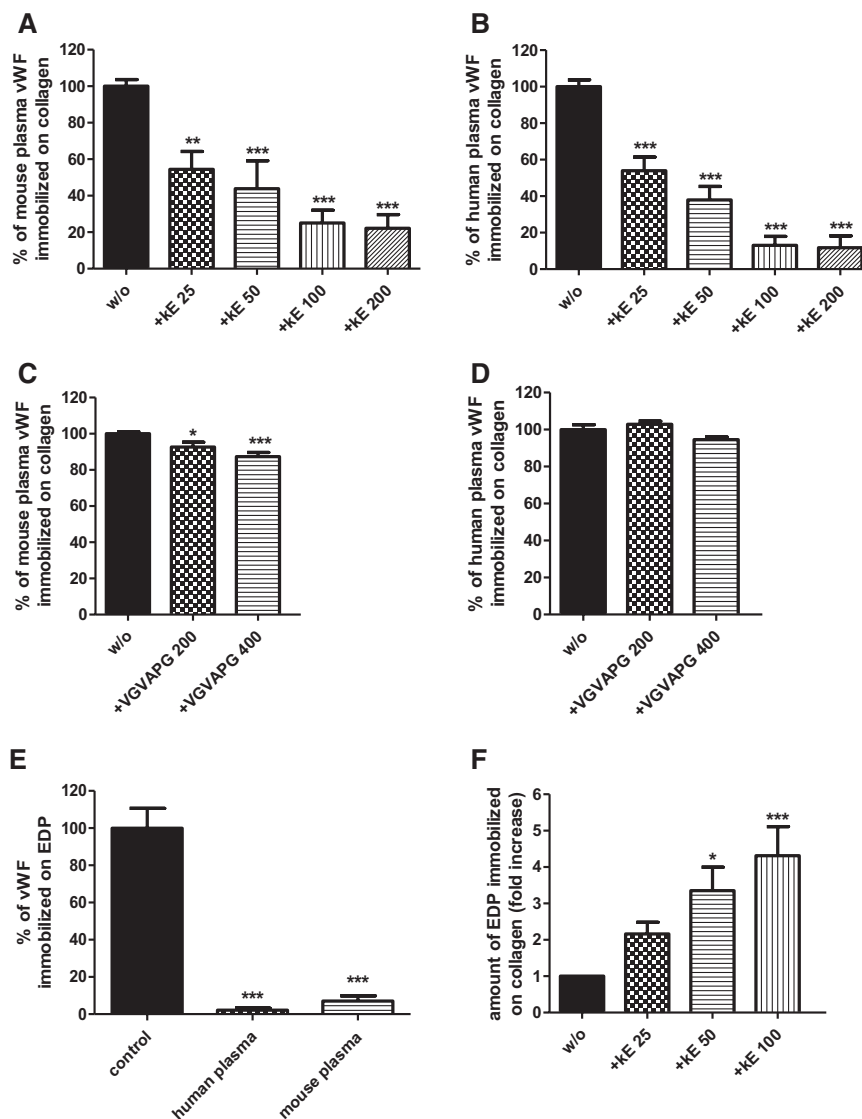 A
% of mouse plasma vWF
immobilized on collagen
120
100
80
60
40
20
0
**
***
***
***
w/o
+kE 25
+kE 50
+kE 100
+kE 200
B
% of human plasma vWF
immobilized on collagen
120
100
80
60
40
20
0
***
***
***
***
w/o
+kE 25
+kE 50
+kE 100
+kE 200
C
% of mouse plasma vWF
immobilized on collagen
120
100
80
60
40
20
0
*
***
w/o
+VGVAPG 200
+VGVAPG 400
D
% of human plasma vWF
immobilized on collagen
120
100
80
60
40
20
0
w/o
+VGVAPG 200
+VGVAPG 400
E
% of vWF
immobilized on EDP
120
100
80
60
40
20
0
***
***
control
human plasma
mouse plasma
F
amount of EDP immobilized
on collagen (fold increase)
6
5
4
3
2
1
0
*
***
w/o
+kE 25
+kE 50
+kE 100